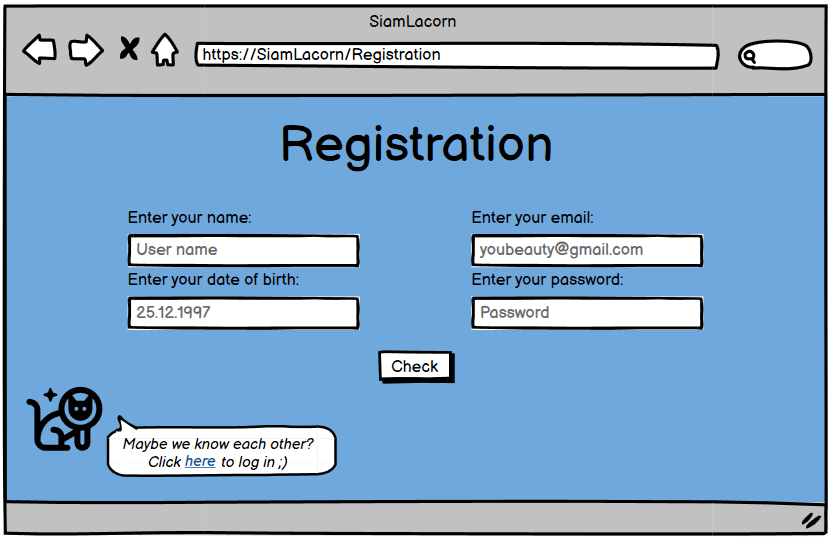 SiamLacorn
https://SiamLacorn/Registration
Registration
Enter your name:
User name
Enter your email:
youbeauty@gmail.com
Enter your date of birth:
25.12.1997
Enter your password:
Password
Check
Maybe we know each other?
Click here to log in ;)